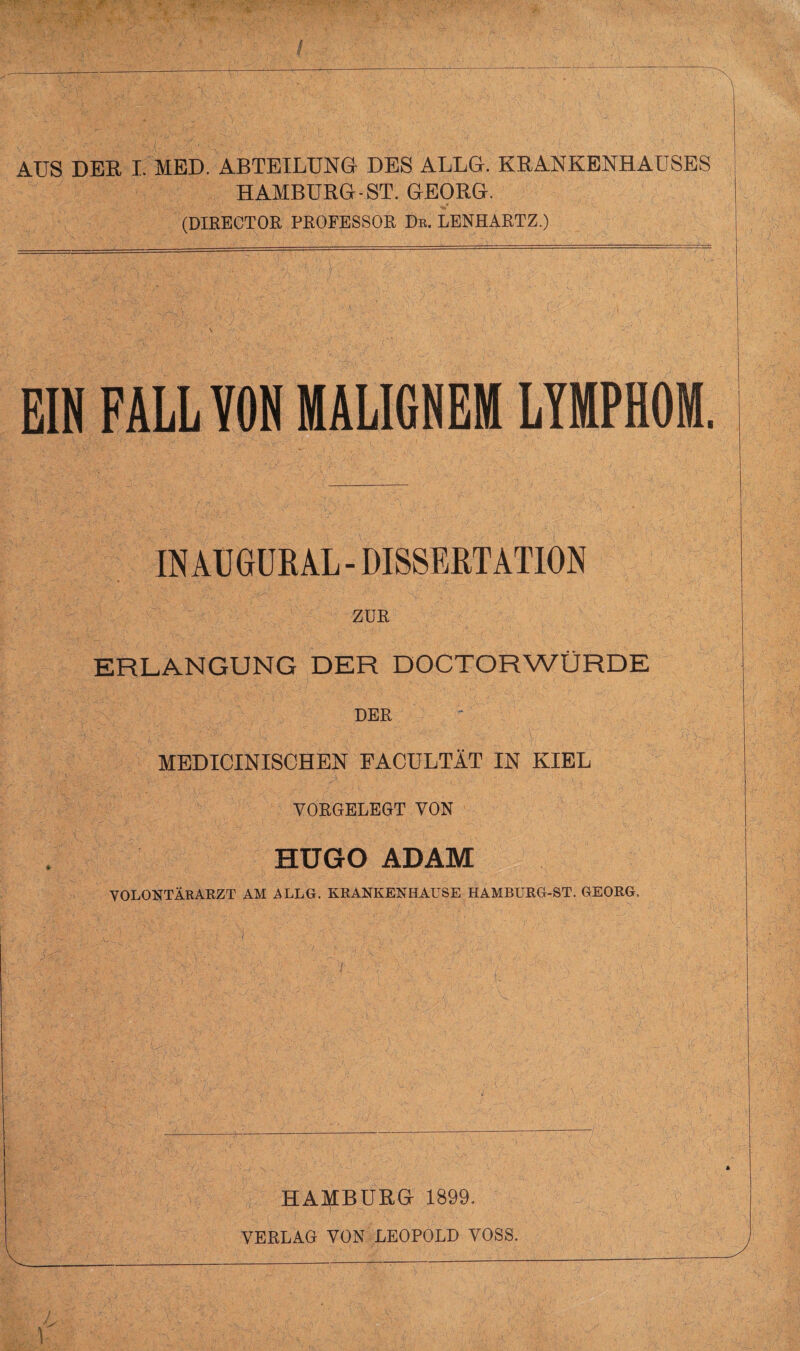 AUS DER I. MED. ABTEILUNG DES ALLG. KRANKENHAUSES
HAMBURG-ST. GEORG.
(DIRECTOR PROFESSOR DR. LENHARTZ.)
EIN FALL VON MALIGNEM LYMPHOM.
INAUGURAL-DISSERTATION
ZUR
ERLANGUNG DER DOCTORWÜRDE
DER
MEDICINISCHEN FACULTÄT IN KIEL
VORGELEGT VON
HUGO ADAM
VOLONTÄRARZT AM ALLG. KRANKENHAUSE HAMBURG-ST. GEORG.
HAMBURG 1899.
VERLAG VON LEOPOLD VOSS.